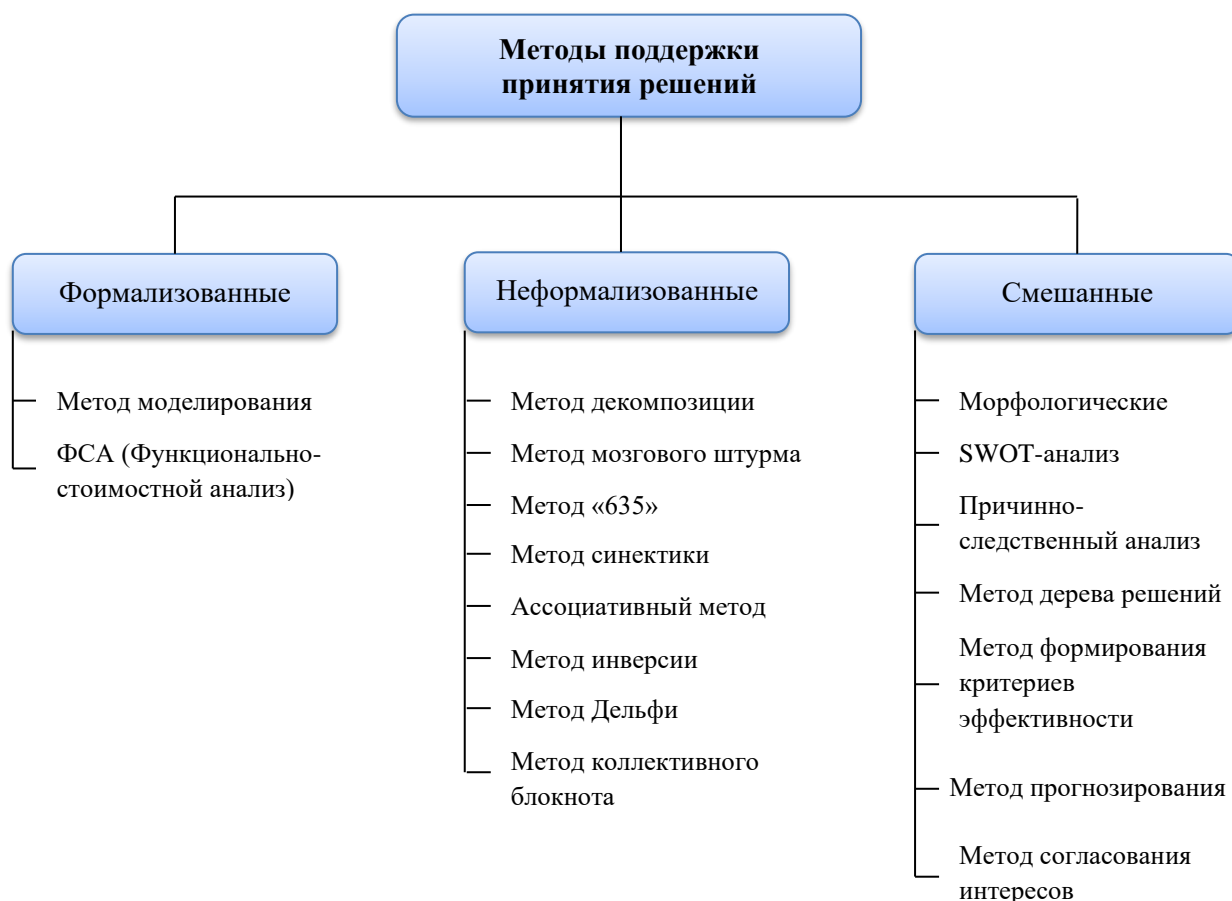 Методы поддержки
принятия решений
Формализованные
Метод моделирования
ФСА (Функционально-
стоимостной анализ)
Неформализованные
Метод декомпозиции
Метод мозгового штурма
Метод «635»
Метод синектики
Ассоциативный метод
Метод инверсии
Метод Дельфи
Метод коллективного
блокнота
Смешанные
Морфологические
SWOT-анализ
Причинно-
следственный анализ
Метод дерева решений
Метод формирования
критериев
эффективности
Метод прогнозирования
Метод согласования
интересов